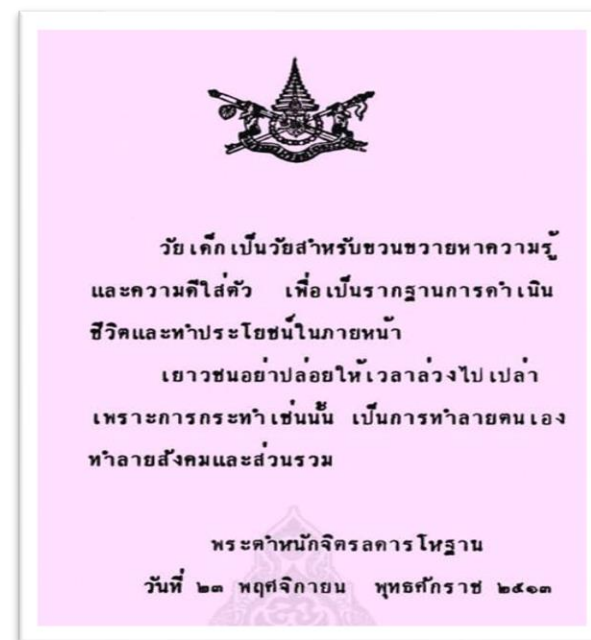 วัยเด็กเป็นวัยสำหรับขวนขวายหาความรู้
และความดีใส่ตัว เพื่อเป็นรากฐานการดำเนิน
ชีวิตและทำประโยชน์ในภายหน้า
เยาวชนอย่าปล่อยให้เวลาล่วงไปเปล่า
เพราะการกระทำเช่นนั้น เป็นการทำลายตนเอง
ทำลายสังคมและส่วนรวม
พระตำหนักจิตรลดารโหฐาน
วันที่ ๒๓ พฤศจิกายน พุทธศักราช ๒๕๑๓